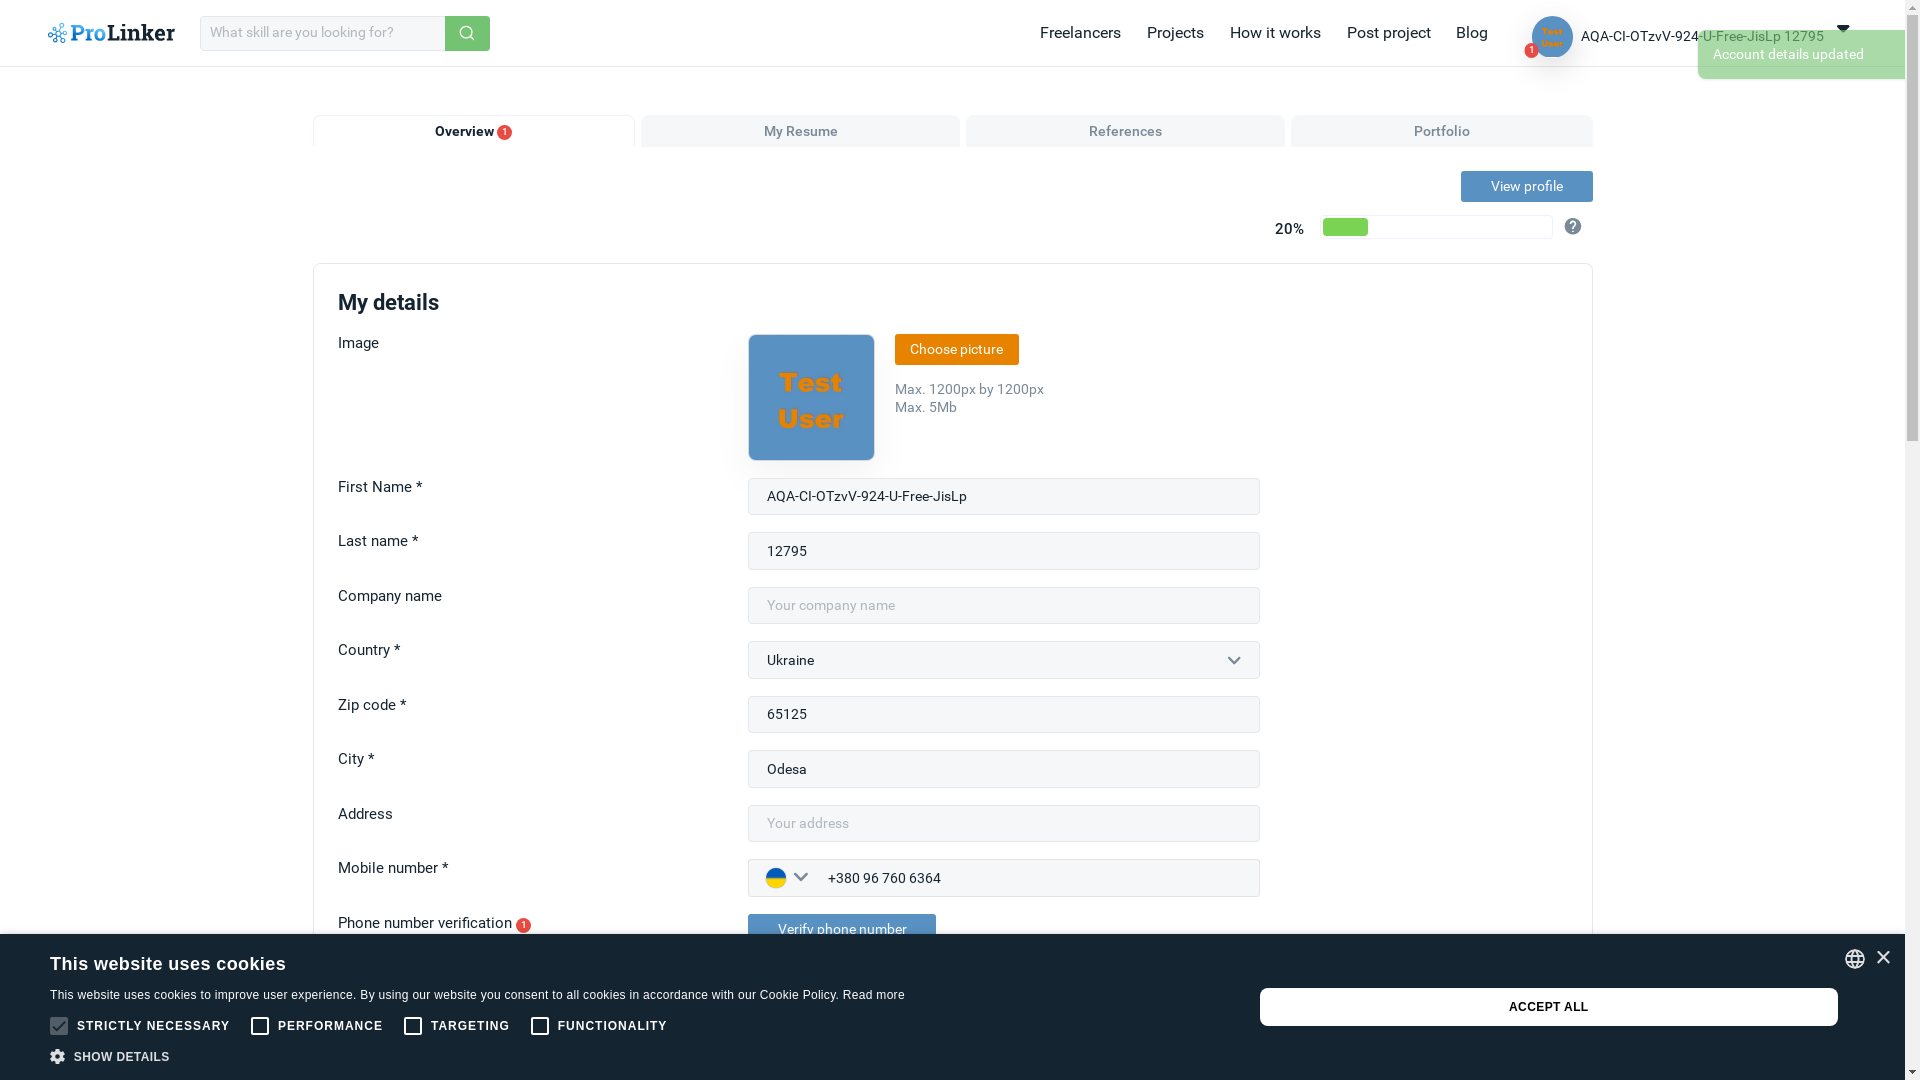 ProLinker
What skill are you looking for?
Freelancers
Projects
How it works
Post project
Blog
Test
User
1
AQA-CI-OTzvV-924-U-Free-JisLp 12795
Account details updated
Overview 1
My Resume
References
Portfolio
View profile
20%
?
My details
Image
Test
User
Choose picture
Max. 1200px by 1200px
Max. 5Mb
First Name *
AQA-CI-OTzvV-924-U-Free-JisLp
Last name *
12795
Company name
Your company name
Country *
Ukraine
Zip code *
65125
City *
Odesa
Address
Your address
Mobile number *
+380 96 760 6364
Phone number verification 1
Verify phone number
This website uses cookies
This website uses cookies to improve user experience. By using our website you consent to all cookies in accordance with our Cookie Policy. Read more
STRICTLY NECESSARY
PERFORMANCE
TARGETING
FUNCTIONALITY
SHOW DETAILS
ACCEPT ALL
×